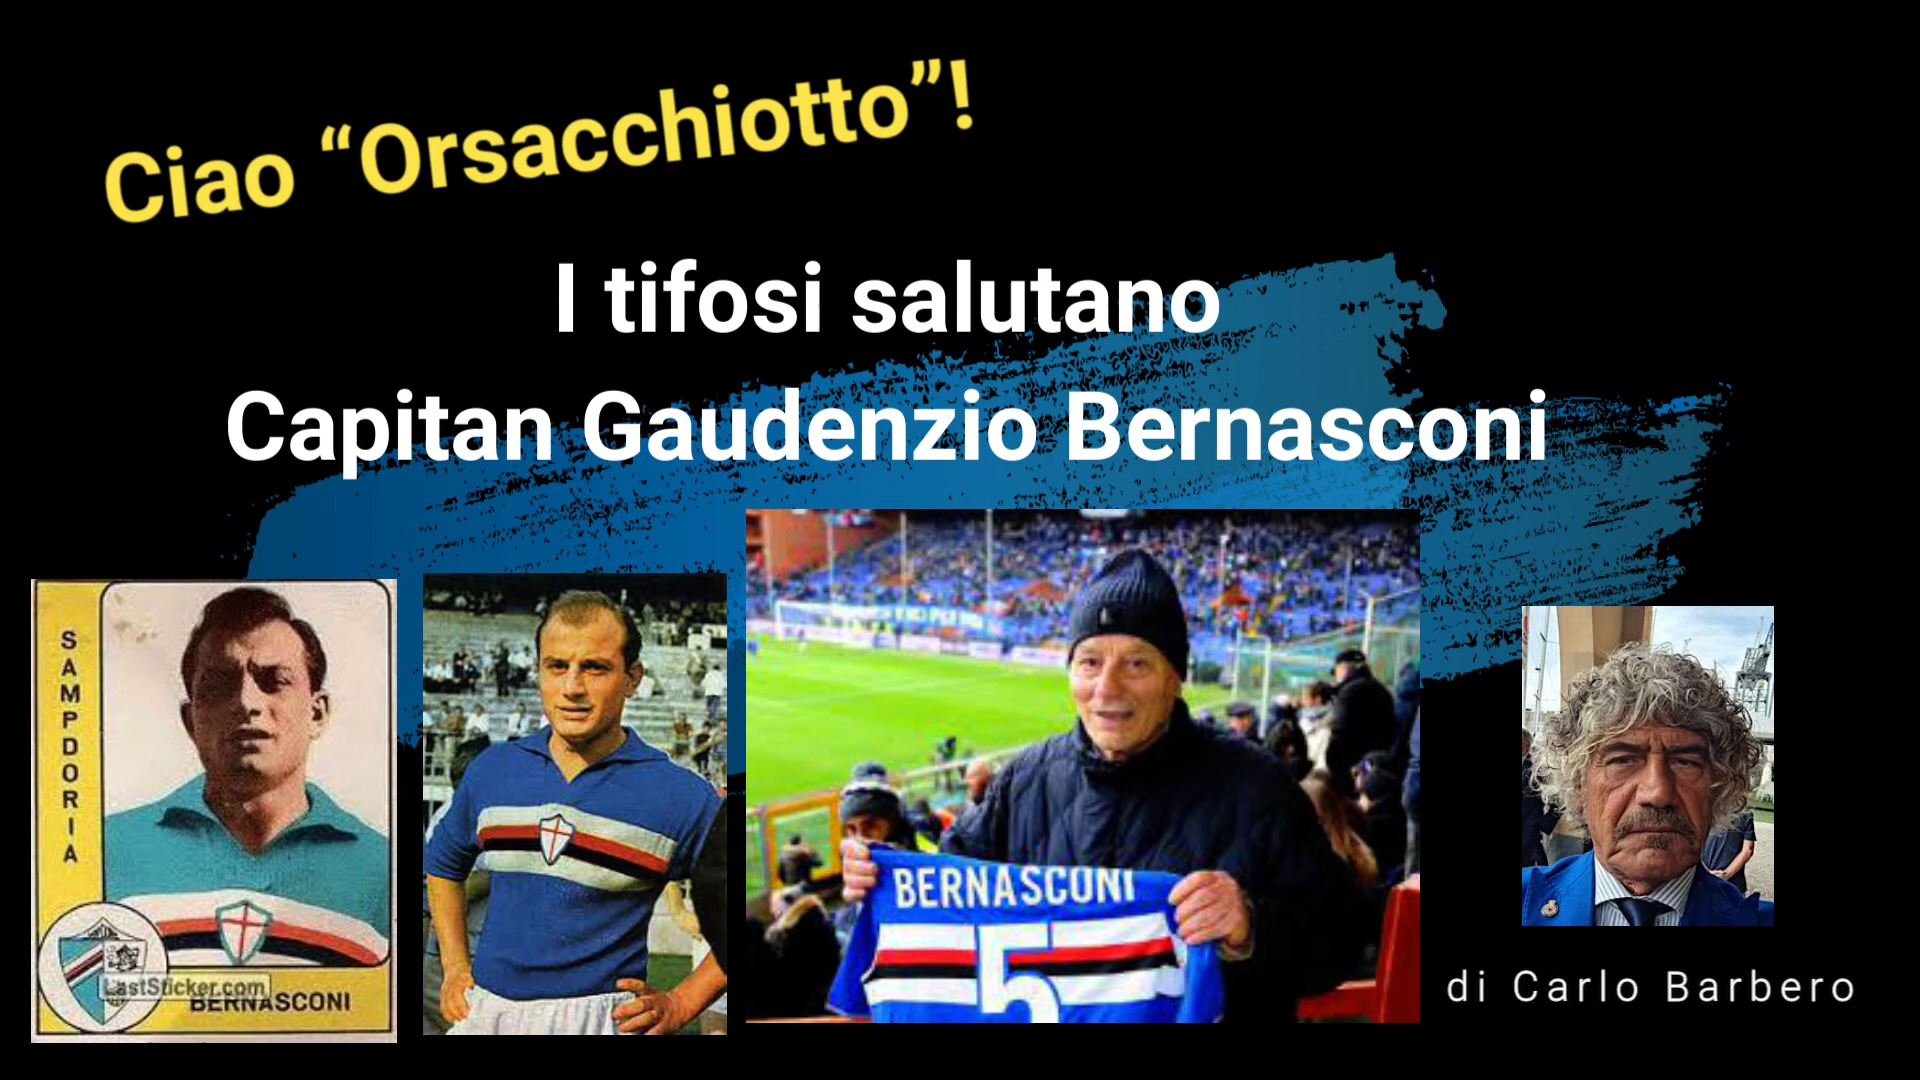 Ciao “Orsacchiotto”!
I tifosi salutano
Capitan Gaudenzio Bernasconi
SAMPDORIA
LastSticker.com
BERNASCONI
BERNASCONI
5
di Carlo Barbero